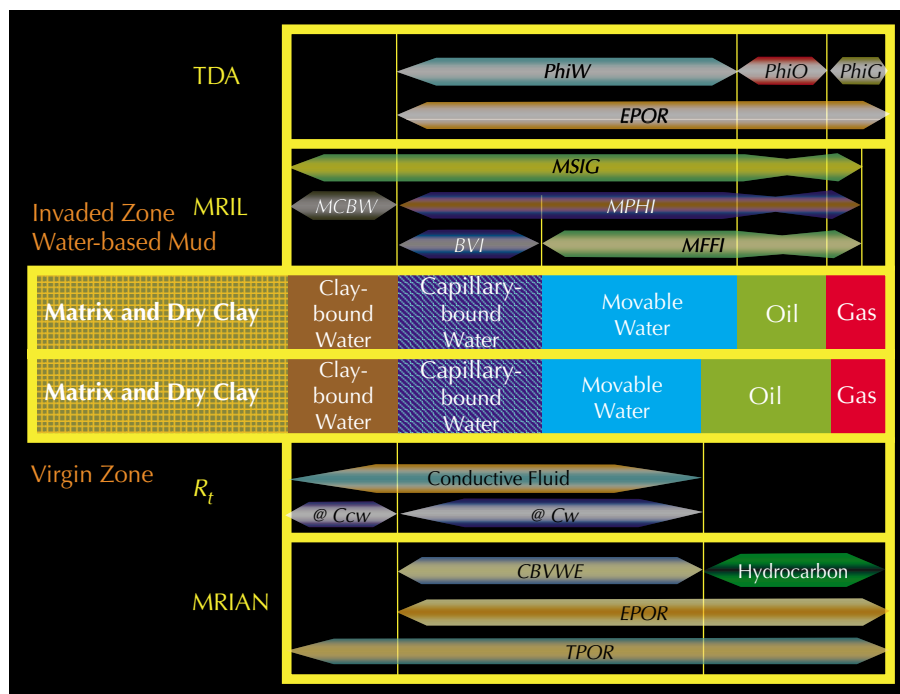 TDA
PhiW
PhiO
PhiG
EPOR
MSIG
Invaded Zone
Water-based Mud
MRIL
MCBW
MPHI
BVI
MFFI
Matrix and Dry Clay
Clay-
bound
Water
Capillary-
bound
Water
Movable
Water
Oil
Gas
Matrix and Dry Clay
Clay-
bound
Water
Capillary-
bound
Water
Movable
Water
Oil
Gas
Virgin Zone
Rt
Conductive Fluid
@ Ccw
@ Cw
MRIAN
CBVWE
Hydrocarbon
EPOR
TPOR